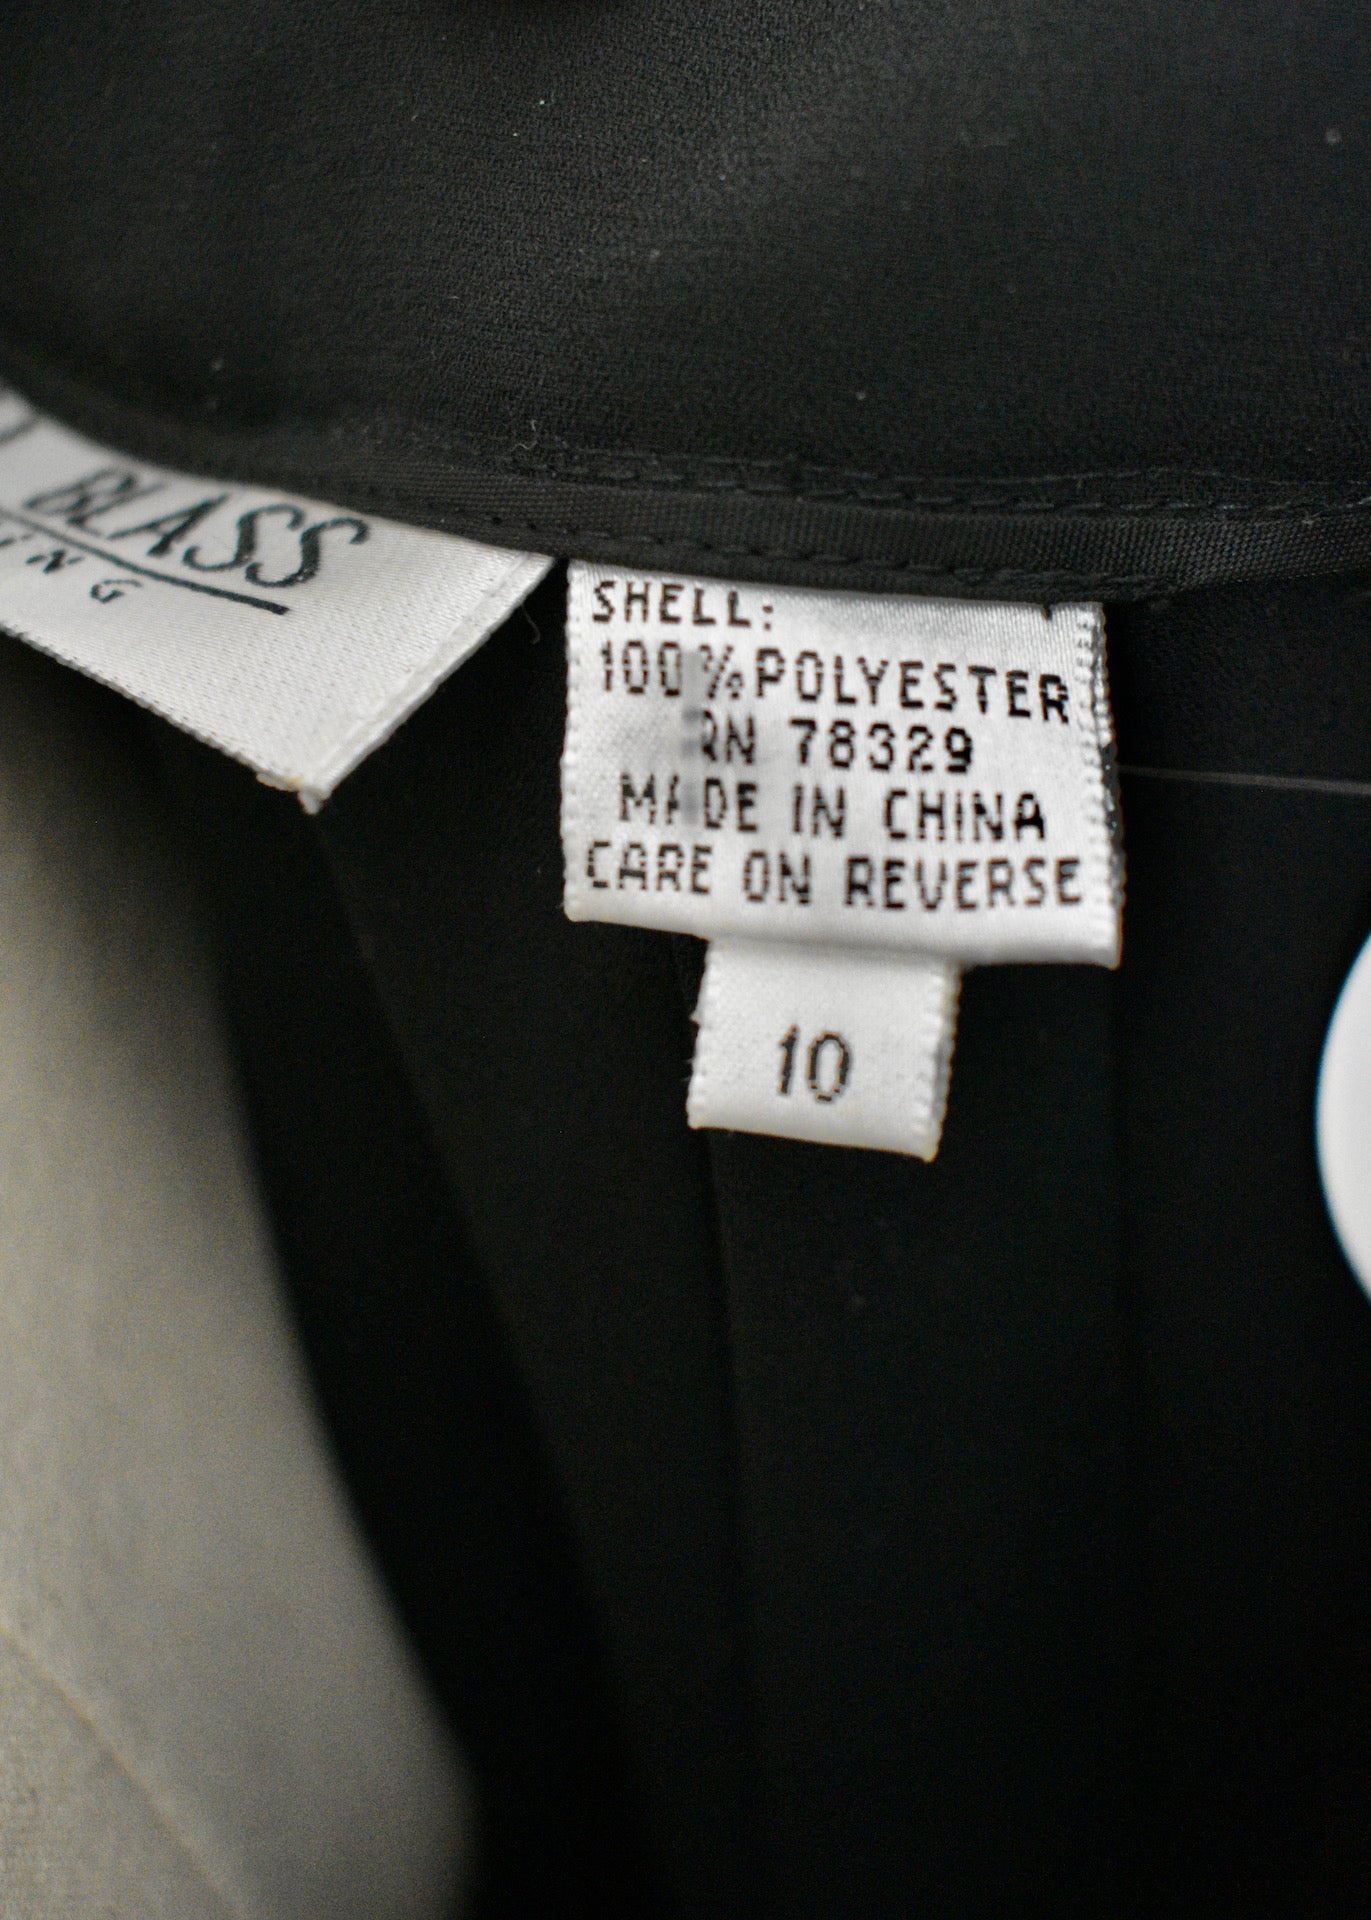 BLASS
SHELL:
100%POLYESTER
RN 78329
MADE IN CHINA
CARE ON REVERSE
10